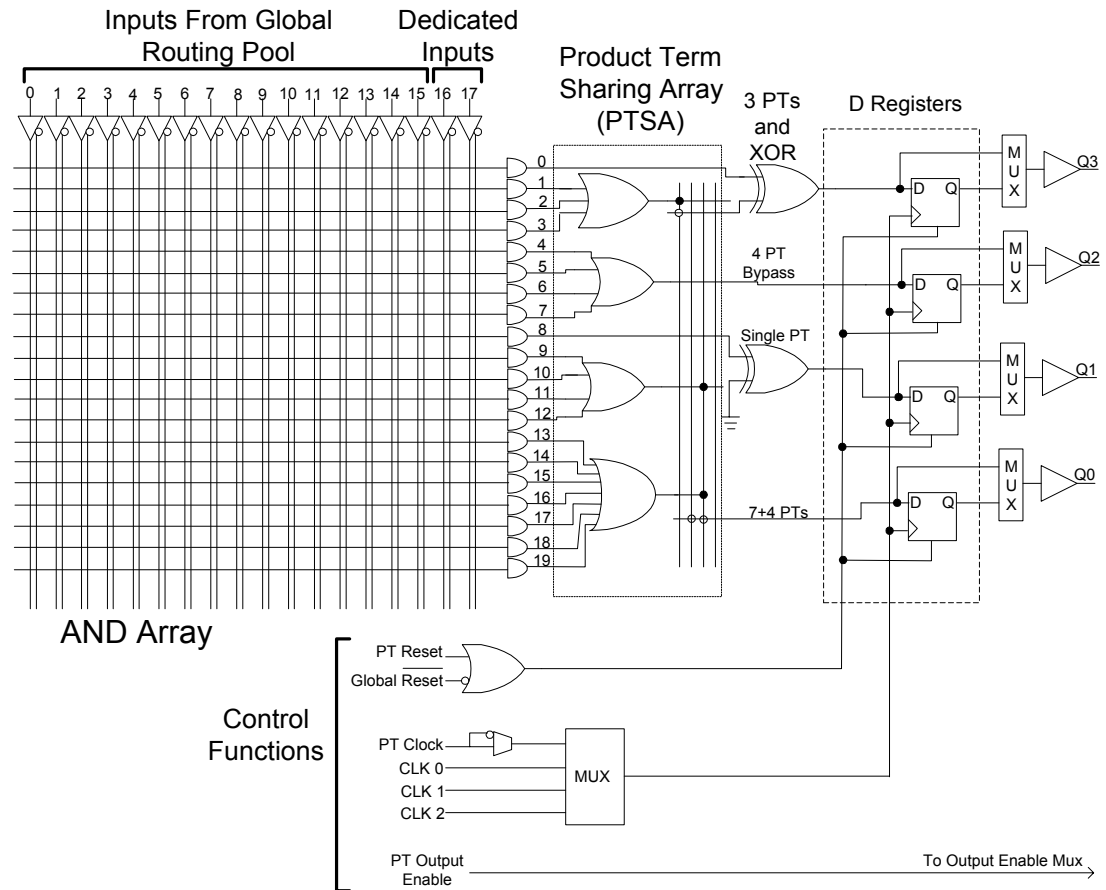 Inputs From Global
Routing Pool
Dedicated
Inputs
0 1 2 3 4 5 6 7 8 9 10 11 12 13 14 15 16 17
Product Term
Sharing Array
(PTSA)
3 PTs
and
XOR
D Registers
0
1
2
3
4
5
6
7
8
9
10
11
12
13
14
15
16
17
18
19
4 PT
Bypass
Single PT
7+4 PTs
D Q
MUX
Q3
D Q
MUX
Q2
D Q
MUX
Q1
D Q
MUX
Q0
AND Array
Control
Functions
PT Reset
Global Reset
PT Clock
CLK 0
CLK 1
CLK 2
MUX
PT Output
Enable
To Output Enable Mux